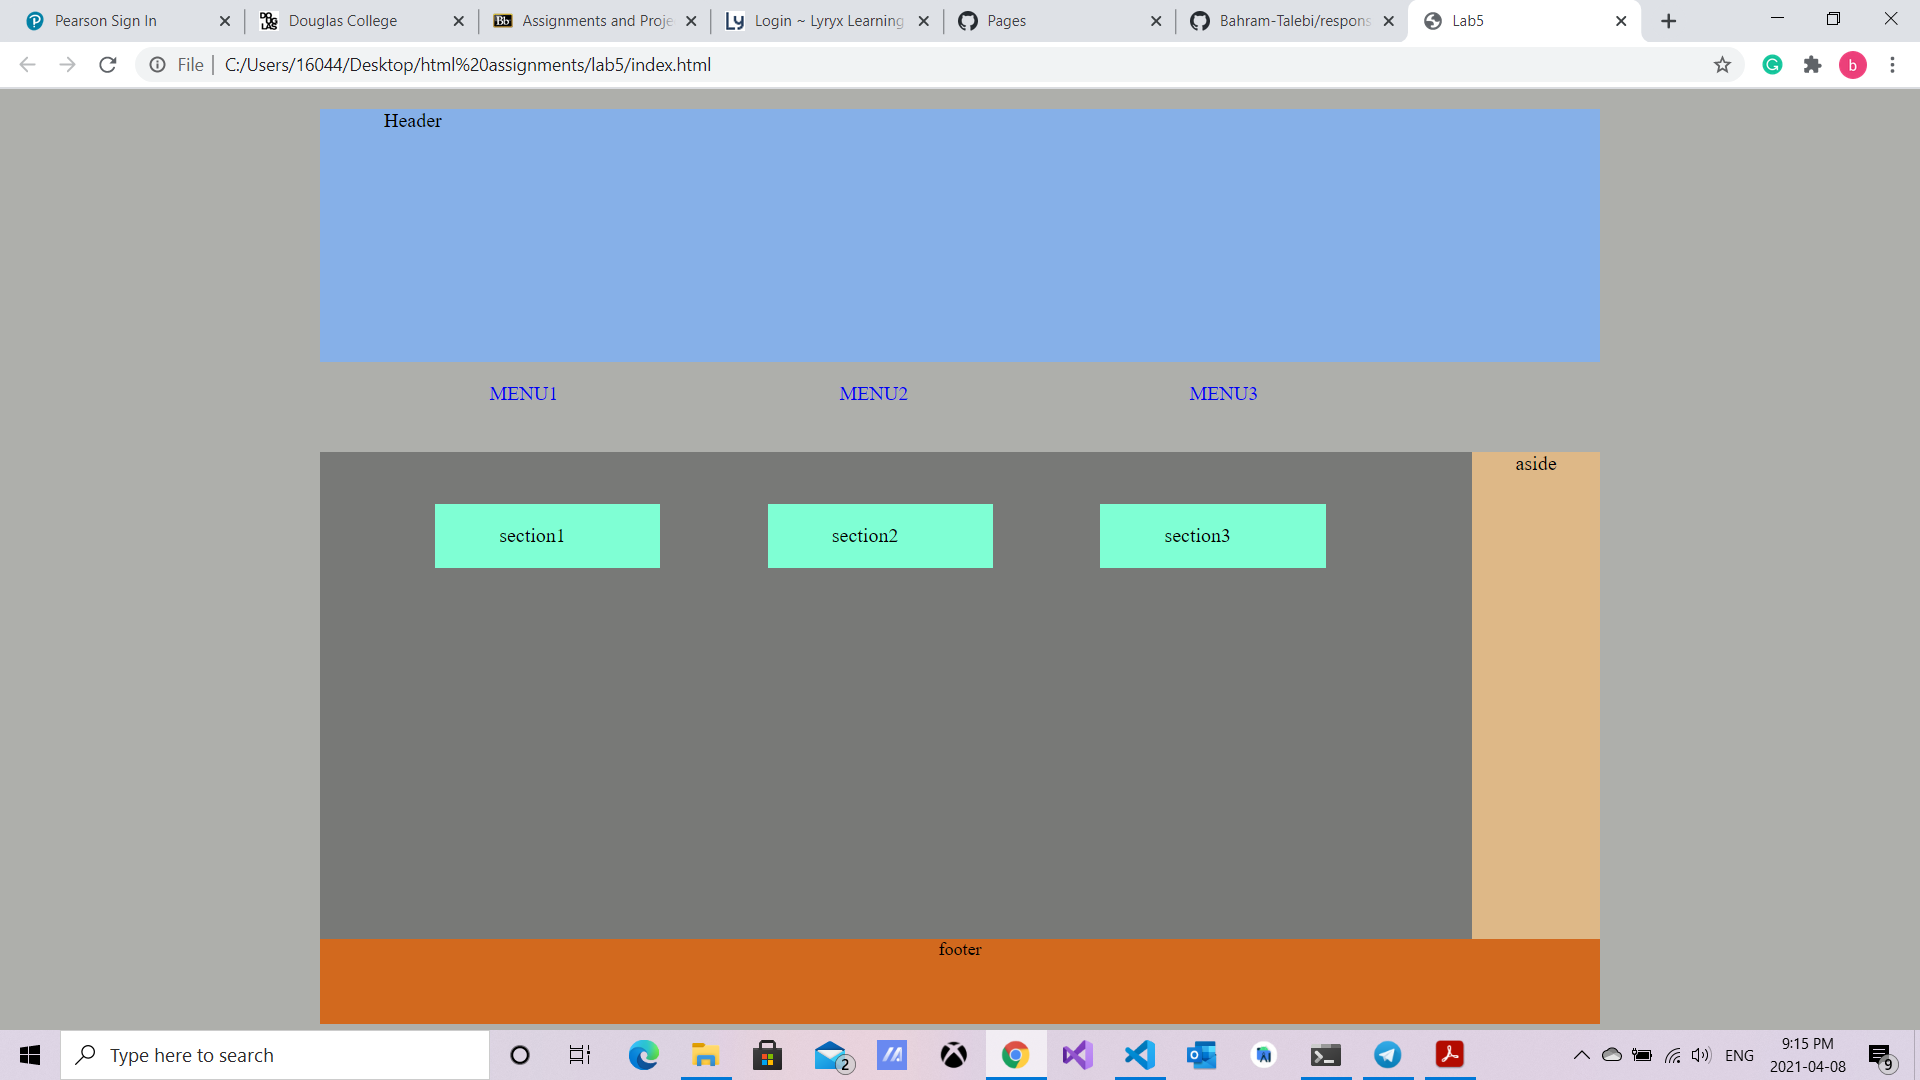 Pearson Sign In
Douglas College
Assignments and Proje
Login ~ Lyryx Learning
Pages
Bahram-Talebi/respons
Lab5
File | C:/Users/16044/Desktop/html%20assignments/lab5/index.html
b
Header
MENU1 MENU2 MENU3
aside
section1 section2 section3
footer
Type here to search
2
ENG
9:15 PM
2021-04-08
9